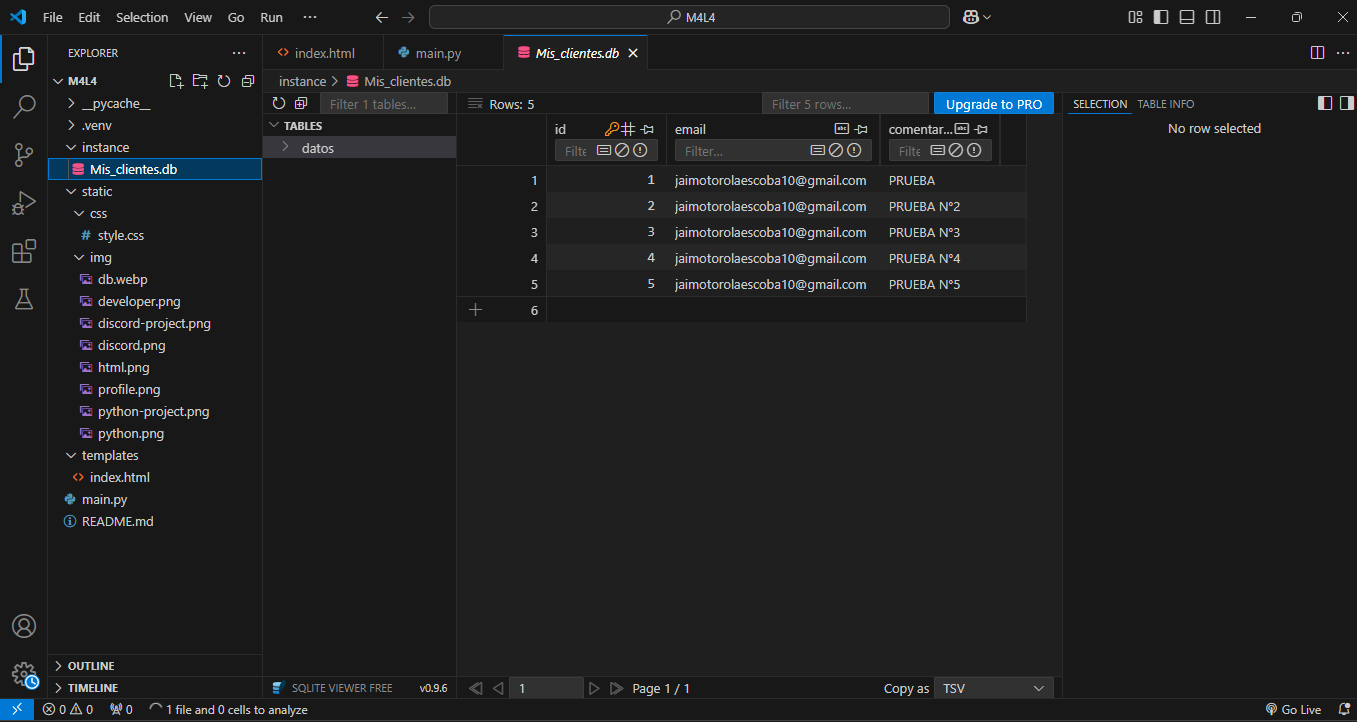 File Edit Selection View Go Run ··· M4L4
EXPLORER ···
M4L4
__pycache__
.venv
instance
Mis_clientes.db
static
css
# style.css
img
db.webp
developer.png
discord-project.png
discord.png
html.png
profile.png
python-project.png
python.png
templates
<> index.html
main.py
README.md
OUTLINE
TIMELINE
<> index.html main.py Mis_clientes.db
instance > Mis_clientes.db
Filter 1 tables...
TABLES
datos
SQLITE VIEWER FREE v0.9.6
Rows: 5 Filter 5 rows... Upgrade to PRO
id email comentar...
Filte Filter... Filte
1 1 jaimotorolaescoba10@gmail.com PRUEBA
2 2 jaimotorolaescoba10@gmail.com PRUEBA N°2
3 3 jaimotorolaescoba10@gmail.com PRUEBA N°3
4 4 jaimotorolaescoba10@gmail.com PRUEBA N°4
5 5 jaimotorolaescoba10@gmail.com PRUEBA N°5
6
1 Page 1 / 1 Copy as TSV
SELECTION TABLE INFO
No row selected
0 0 0 1 file and 0 cells to analyze Go Live